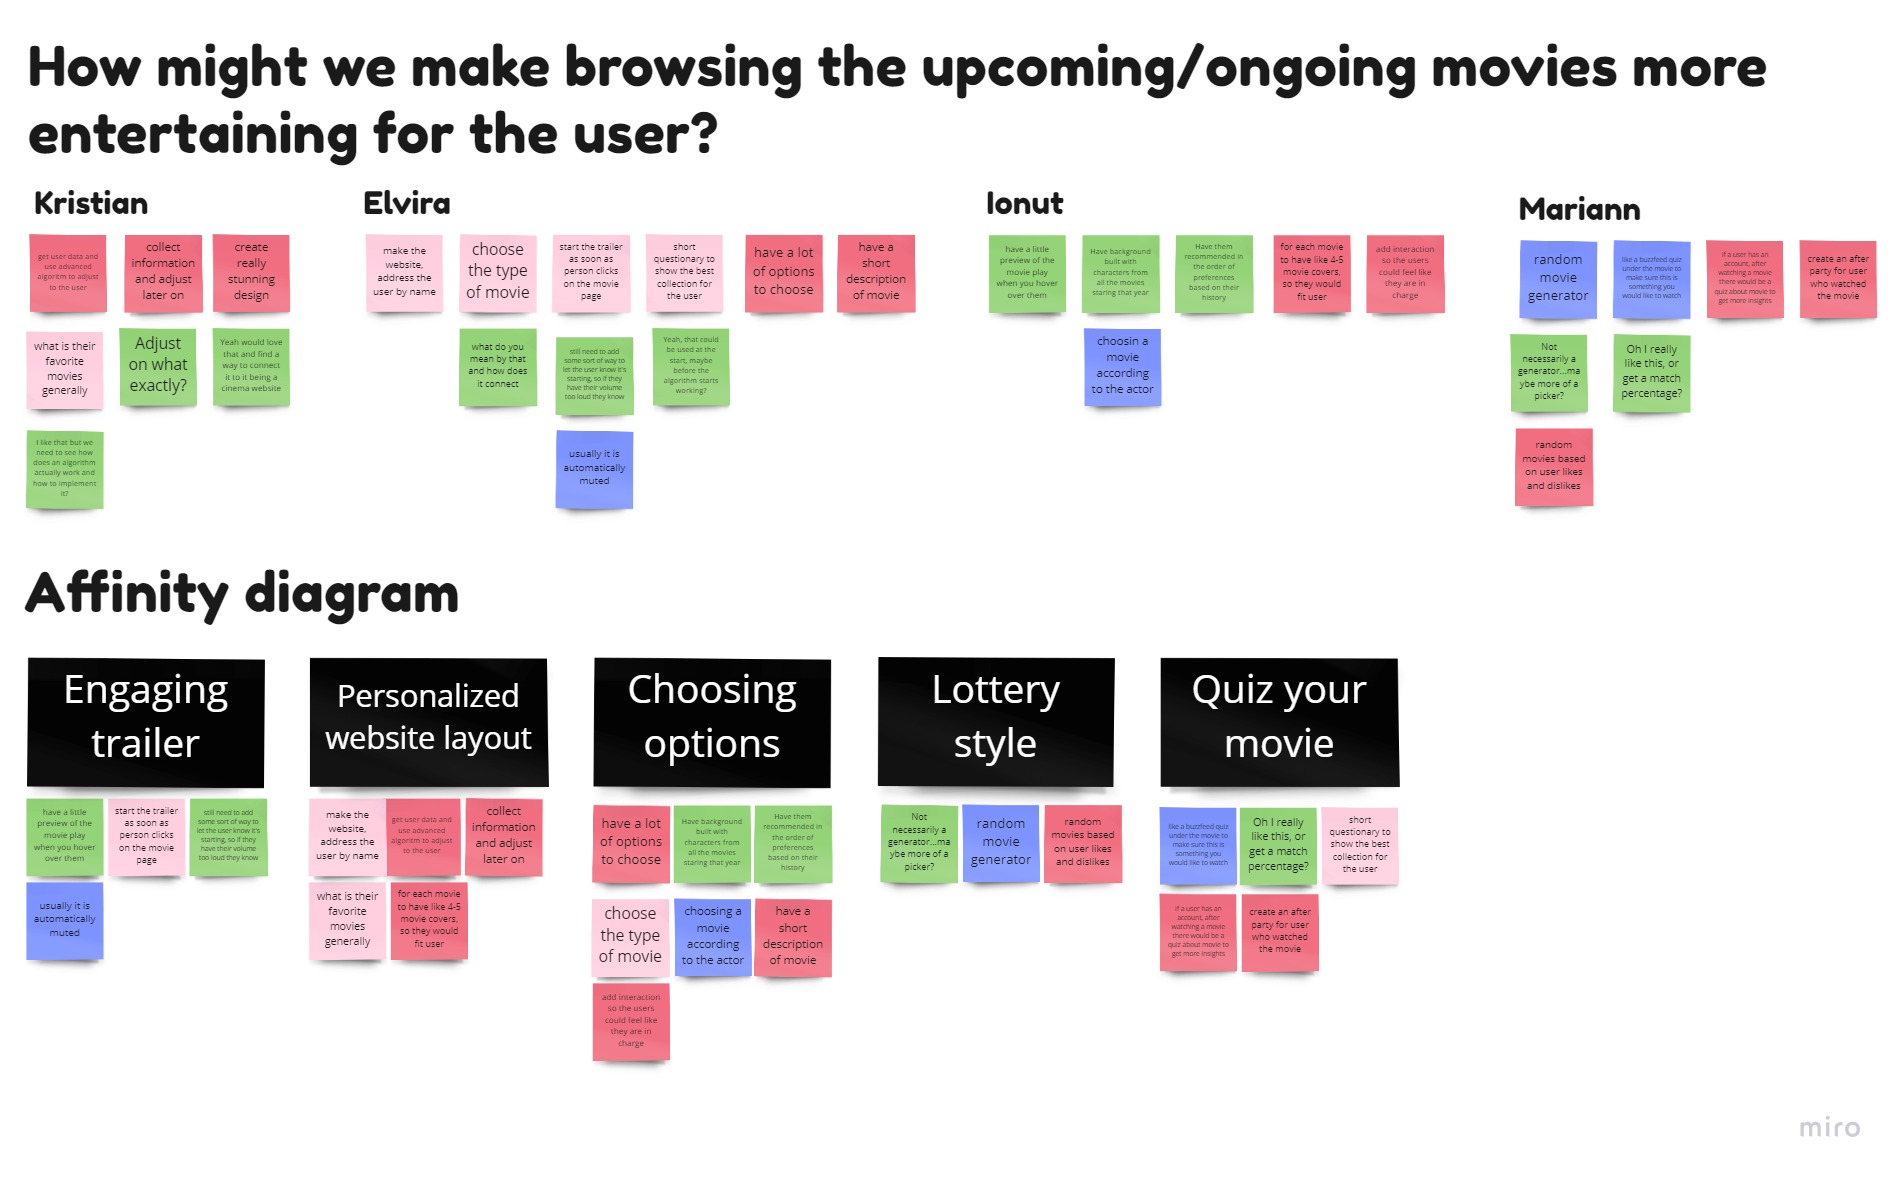 How might we make browsing the upcoming/ongoing movies more
entertaining for the user?
Kristian
get user data and
use advanced
algoritm to adjust
to the user
collect
information
and adjust
later on
create
really
stunning
design
what is their
favorite
movies
generally
Adjust
on what
exactly?
Yeah would love
that and find a
way to connect
it to it being a
cinema website
I like that but we
need to see how
does an algorithm
actually work and
how to implement
it?
Elvira
make the
website,
address the
user by name
choose
the type
of movie
start the trailer
as soon as
person clicks
on the movie
page
short
questionary to
show the best
collection for
the user
have a lot
of options
to choose
have a
short
description
of movie
what do you
mean by that
and how does
it connect
still need to add
some sort of way to
let the user know it's
starting, so if they
have their volume
too loud they know
Yeah, that could
be used at the
start, maybe
before the
algorithm starts
working?
usually it is
automatically
muted
Ionut
have a little
preview of the
movie play
when you hover
over them
Have background
built with
characters from
all the movies
staring that year
Have them
recommended in
the order of
preferences
based on their
history
for each movie
to have like 4-5
movie covers,
so they would
fit user
add interaction
so the users
could feel like
they are in
charge
choosin a
movie
according
to the actor
Mariann
random
movie
generator
like a buzzfeed quiz
under the movie to
make sure this is
something you
would like to watch
if a user has an
account, after
watching a movie
there would be a
quiz about movie to
get more insights
create an after
party for user
who watched
the movie
Not
necessarily a
generator...ma
ybe more of a
picker?
Oh I really
like this, or
get a match
percentage?
random
movies based
on user likes
and dislikes
Affinity diagram
Engaging
trailer
have a little
preview of the
movie play
when you hover
over them
start the trailer
as soon as
person clicks
on the movie
page
still need to add
some sort of way to
let the user know it's
starting, so if they
have their volume
too loud they know
usually it is
automatically
muted
Personalized
website layout
make the
website,
address the
user by name
get user data and
use advanced
algoritm to adjust
to the user
collect
information
and adjust
later on
what is their
favorite
movies
generally
for each movie
to have like 4-5
movie covers,
so they would
fit user
Choosing
options
have a lot
of options
to choose
Have background
built with
characters from
all the movies
staring that year
Have them
recommended in
the order of
preferences
based on their
history
choose
the type
of movie
choosing a
movie
according
to the actor
have a
short
description
of movie
add interaction
so the users
could feel like
they are in
charge
Lottery
style
Not
necessarily a
generator...ma
ybe more of a
picker?
random
movie
generator
random
movies based
on user likes
and dislikes
Quiz your
movie
like a buzzfeed quiz
under the movie to
make sure this is
something you
would like to watch
Oh I really
like this, or
get a match
percentage?
short
questionary to
show the best
collection for
the user
if a user has an
account, after
watching a movie
there would be a
quiz about movie to
get more insights
create an after
party for user
who watched
the movie
miro